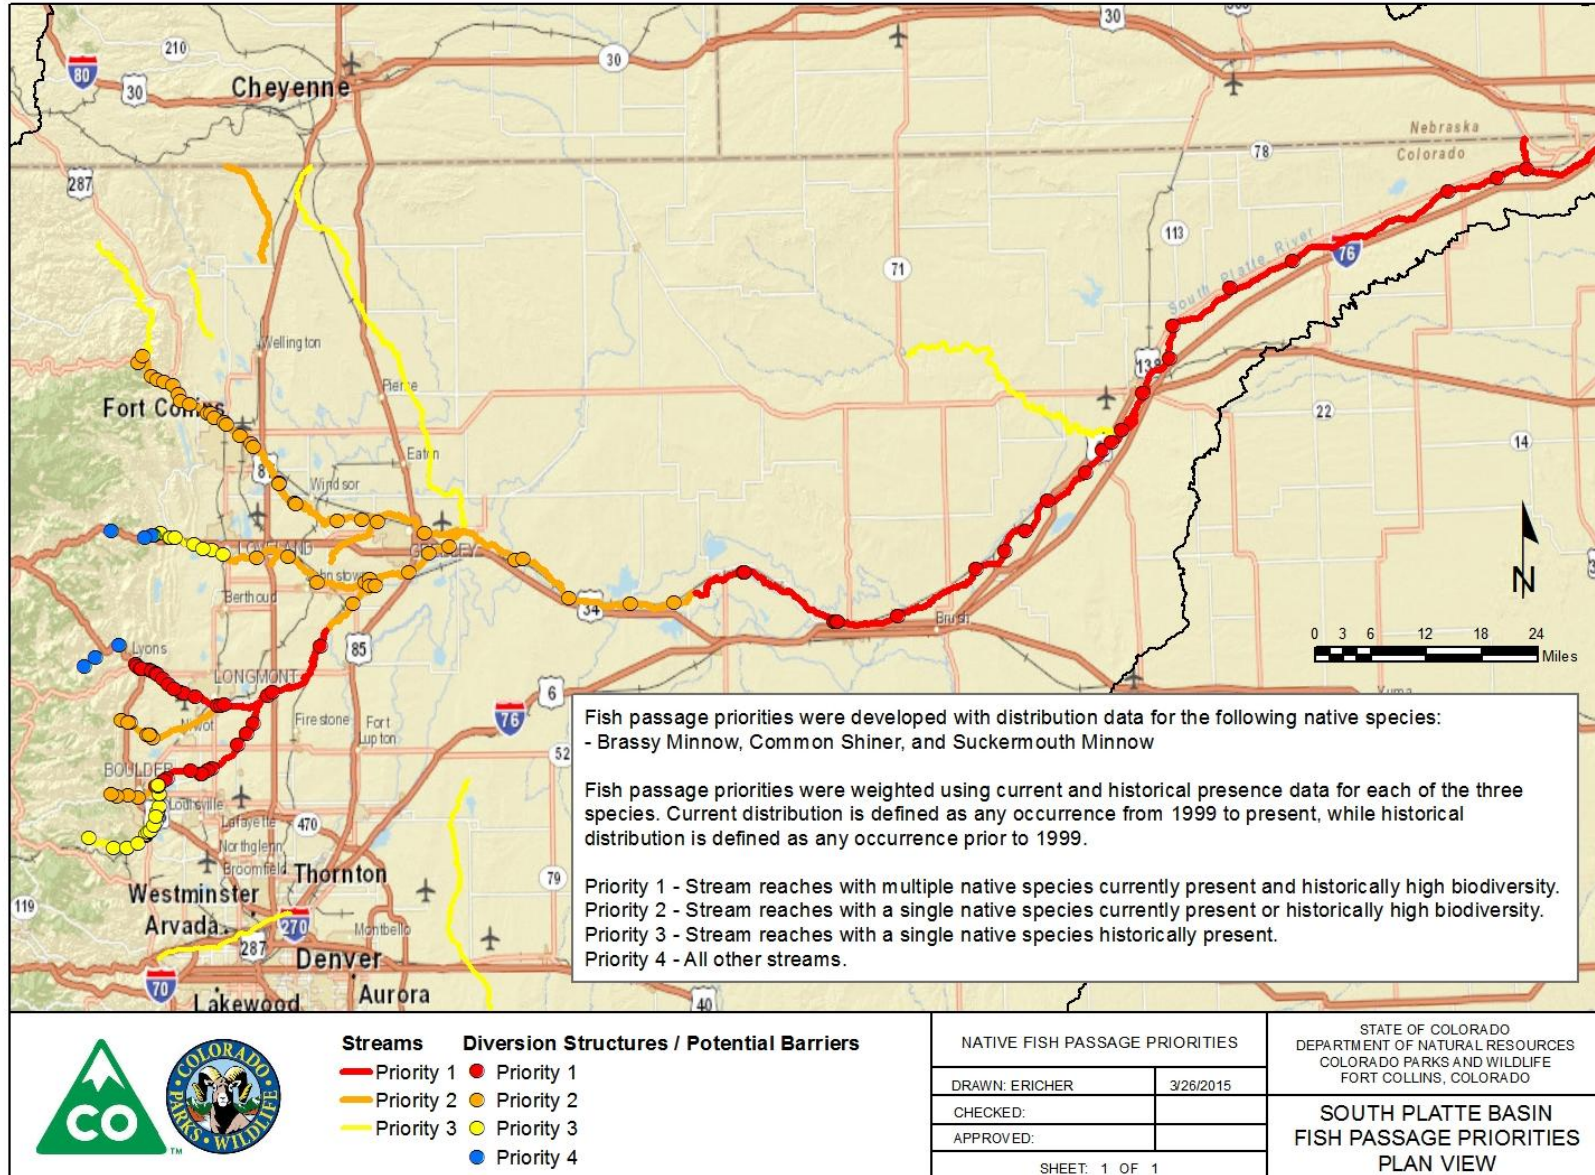 80
210
30
Cheyenne
30
30
Nebraska
Colorado
78
287
113
South Platte River
76
71
Wellington
138
Pierce
Fort Collins
22
14
Eaton
87
Windsor
LOVELAND
GREELEY
Johnstown
Berthoud
34
Brush
N
0 3 6 12 18 24
Miles
85
Lyons
LONGMONT
6
76
Niwot
Firestone
Fort
Lupton
52
Yuma
BOULDER
Louisville
Lafayette
470
Northglenn
Broomfield
Thornton
79
Westminster
119
Arvada
270
287
Montbello
Denver
70
Aurora
Lakewood
40
Fish passage priorities were developed with distribution data for the following native species:
- Brassy Minnow, Common Shiner, and Suckermouth Minnow
Fish passage priorities were weighted using current and historical presence data for each of the three
species. Current distribution is defined as any occurrence from 1999 to present, while historical
distribution is defined as any occurrence prior to 1999.
Priority 1 - Stream reaches with multiple native species currently present and historically high biodiversity.
Priority 2 - Stream reaches with a single native species currently present or historically high biodiversity.
Priority 3 - Stream reaches with a single native species historically present.
Priority 4 - All other streams.
CO
TM
COLORADO
PARKS • WILDLIFE
Streams
Priority 1
Priority 2
Priority 3
Diversion Structures / Potential Barriers
Priority 1
Priority 2
Priority 3
Priority 4
NATIVE FISH PASSAGE PRIORITIES
DRAWN: ERICHER 3/26/2015
CHECKED:
APPROVED:
SHEET: 1 OF 1
STATE OF COLORADO
DEPARTMENT OF NATURAL RESOURCES
COLORADO PARKS AND WILDLIFE
FORT COLLINS, COLORADO
SOUTH PLATTE BASIN
FISH PASSAGE PRIORITIES
PLAN VIEW